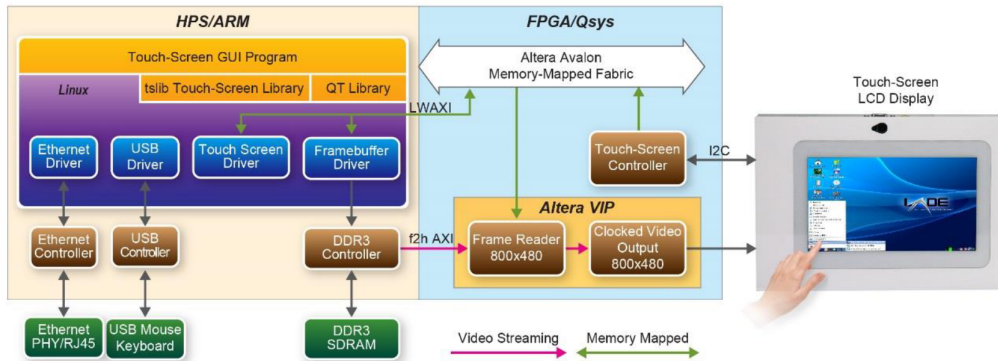 HPS/ARM
FPGA/Qsys
Touch-Screen GUI Program
Linux
tslib Touch-Screen Library
QT Library
Altera Avalon
Memory-Mapped Fabric
LWAXI
Ethernet
Driver
USB
Driver
Touch Screen
Driver
Framebuffer
Driver
Touch-Screen
Controller
I2C
Touch-Screen
LCD Display
Altera VIP
Ethernet
Controller
USB
Controller
DDR3
Controller
f2h AXI
Frame Reader
800x480
Clocked Video
Output
800x480
Ethernet
PHY/RJ45
USB Mouse
Keyboard
DDR3
SDRAM
Video Streaming
Memory Mapped